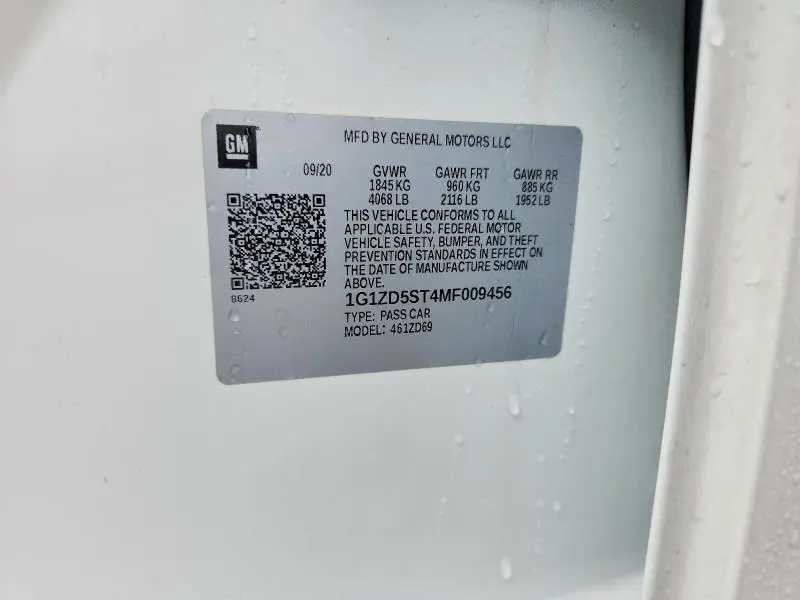 GM
MFD BY GENERAL MOTORS LLC
09/20 GVWR GAWR FRT GAWR RR
1845 KG 960 KG 885 KG
4068 LB 2116 LB 1952 LB
THIS VEHICLE CONFORMS TO ALL
APPLICABLE U.S. FEDERAL MOTOR
VEHICLE SAFETY, BUMPER, AND THEFT
PREVENTION STANDARDS IN EFFECT ON
THE DATE OF MANUFACTURE SHOWN
ABOVE.
8624
1G1ZD5ST4MF009456
TYPE: PASS CAR
MODEL: 461ZD69